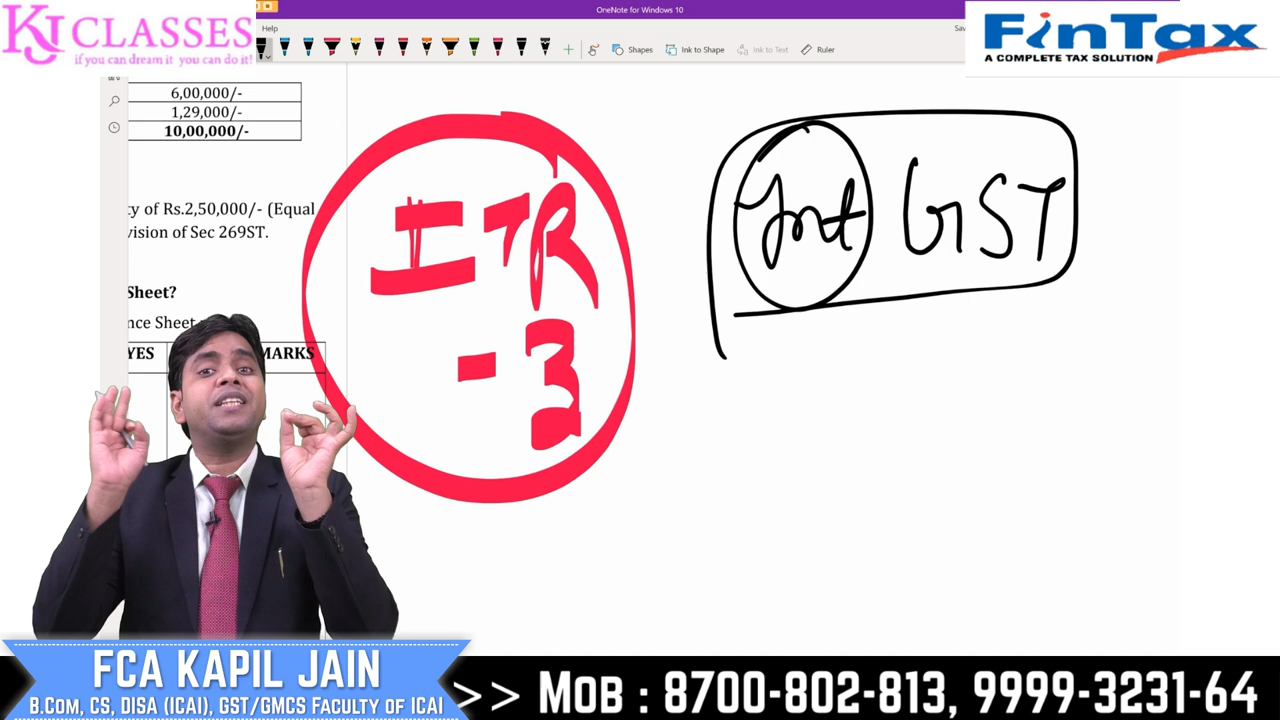 KJ CLASSES
if you can dream it you can do it!
OneNote for Windows 10
FinTax
A COMPLETE TAX SOLUTION
Help
Shapes
Ink to Shape
Ink to Text
Ruler
6,00,000/-
1,29,000/-
10,00,000/-
ty of Rs.2,50,000/- (Equal
vision of Sec 269ST.
Sheet?
nce Sheet
YES
MARKS
ITR
- 3
Int GST
FCA KAPIL JAIN
B.COM, CS, DISA (ICAI), GST/GMCS FACULTY OF ICAI
>> MOB : 8700-802-813, 9999-3231-64